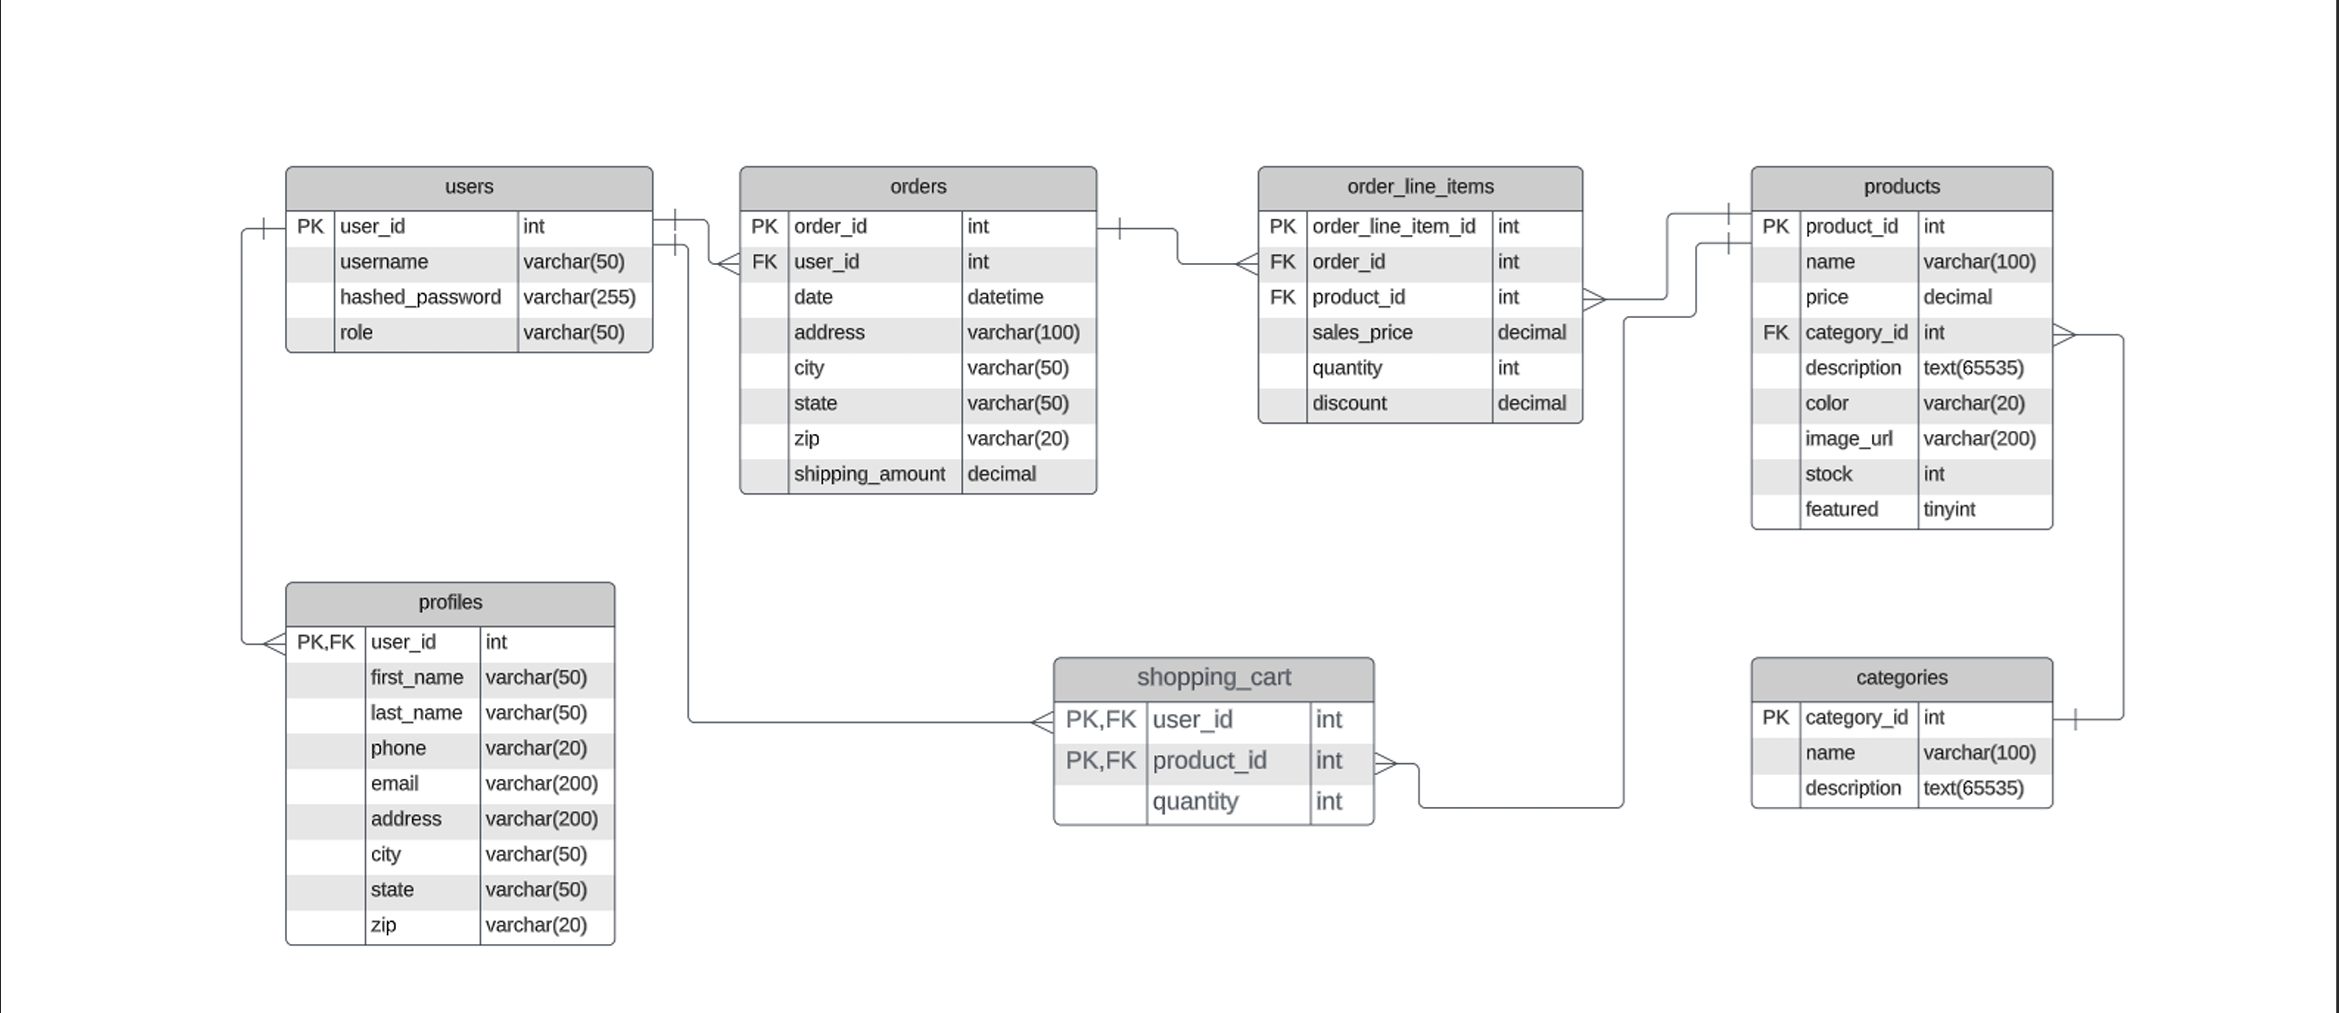 users
PK user_id int
username varchar(50)
hashed_password varchar(255)
role varchar(50)
orders
PK order_id int
FK user_id int
date datetime
address varchar(100)
city varchar(50)
state varchar(50)
zip varchar(20)
shipping_amount decimal
order_line_items
PK order_line_item_id int
FK order_id int
FK product_id int
sales_price decimal
quantity int
discount decimal
products
PK product_id int
name varchar(100)
price decimal
FK category_id int
description text(65535)
color varchar(20)
image_url varchar(200)
stock int
featured tinyint
profiles
PK,FK user_id int
first_name varchar(50)
last_name varchar(50)
phone varchar(20)
email varchar(200)
address varchar(200)
city varchar(50)
state varchar(50)
zip varchar(20)
shopping_cart
PK,FK user_id int
PK,FK product_id int
quantity int
categories
PK category_id int
name varchar(100)
description text(65535)